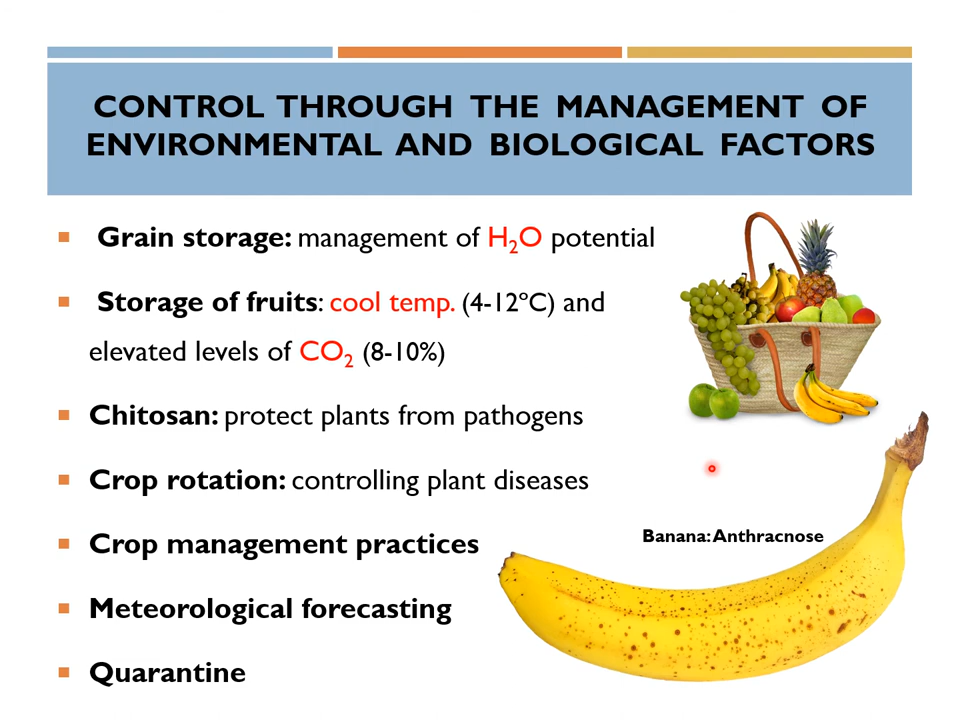 CONTROL THROUGH THE MANAGEMENT OF
ENVIRONMENTAL AND BIOLOGICAL FACTORS
Grain storage: management of H₂O potential
Storage of fruits: cool temp. (4-12ºC) and
elevated levels of CO₂ (8-10%)
Chitosan: protect plants from pathogens
Crop rotation: controlling plant diseases
Banana: Anthracnose
Crop management practices
Meteorological forecasting
Quarantine